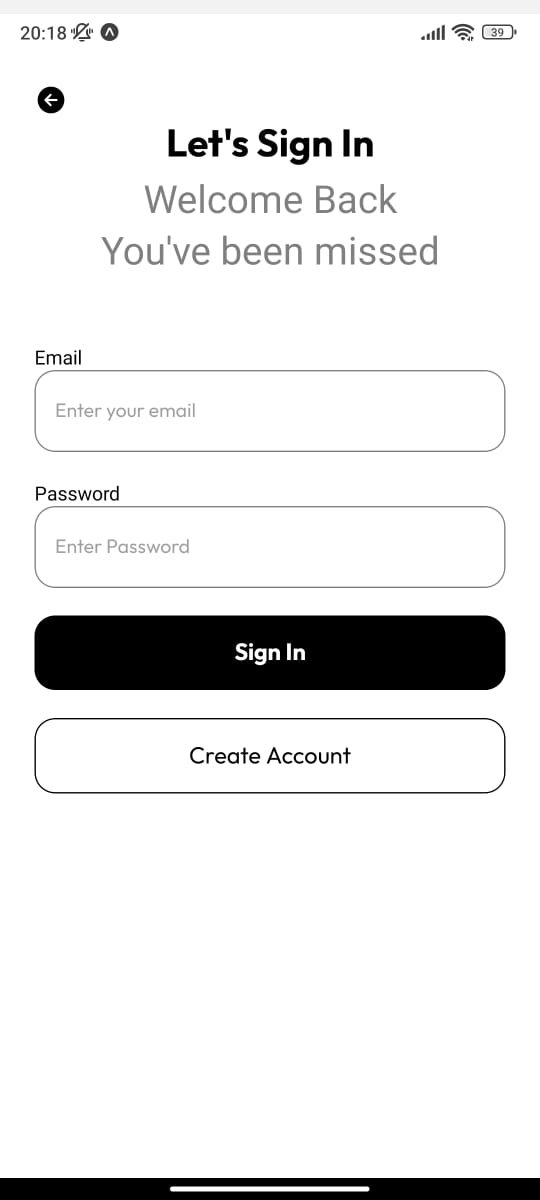 20:18
39
Let's Sign In
Welcome Back
You've been missed
Email
Enter your email
Password
Enter Password
Sign In
Create Account